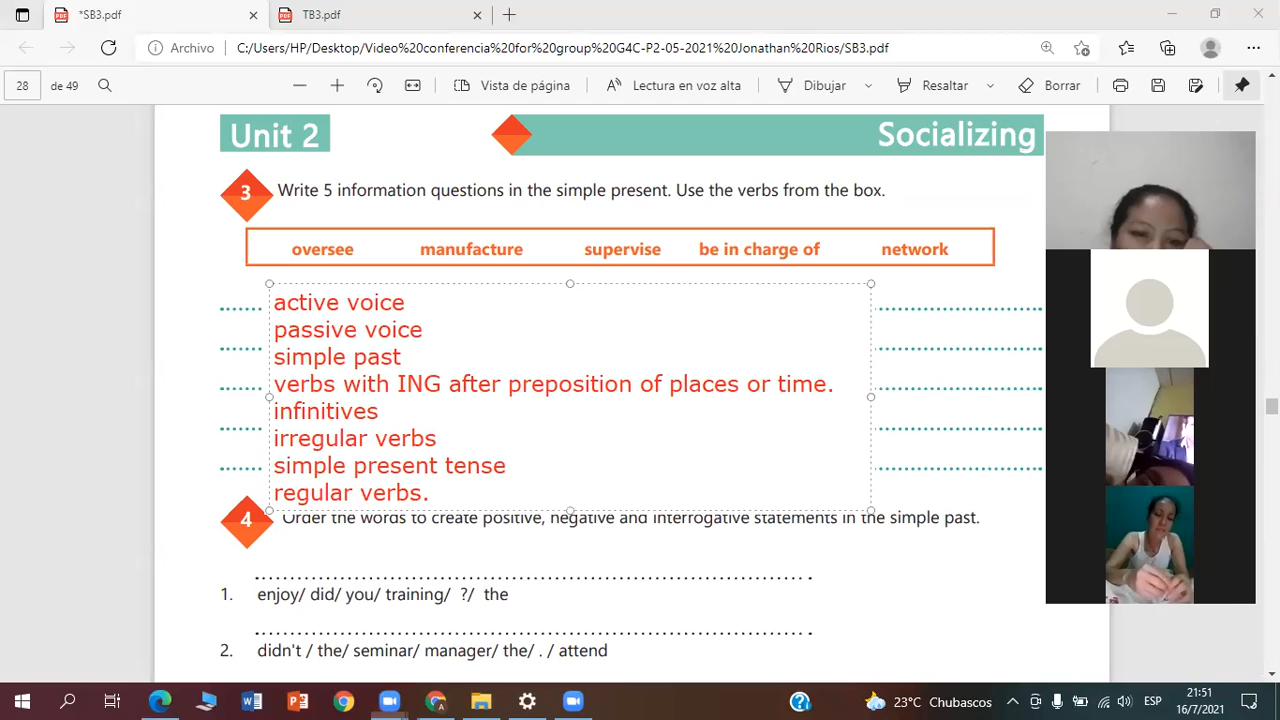 *SB3.pdf
TB3.pdf
Archivo
C:/Users/HP/Desktop/Video%20conferencia%20for%20group%20G4C-P2-05-2021%20Jonathan%20Rios/SB3.pdf
28 de 49
Vista de página
Lectura en voz alta
Dibujar
Resaltar
Borrar
Unit 2
Socializing
3 Write 5 information questions in the simple present. Use the verbs from the box.
oversee manufacture supervise be in charge of network
active voice
passive voice
simple past
verbs with ING after preposition of places or time.
infinitives
irregular verbs
simple present tense
regular verbs.
4 Order the words to create positive, negative and interrogative statements in the simple past.
1. enjoy/ did/ you/ training/ ?/ the
2. didn't / the/ seminar/ manager/ the/ . / attend
23°C Chubascos
ESP
21:51
16/7/2021